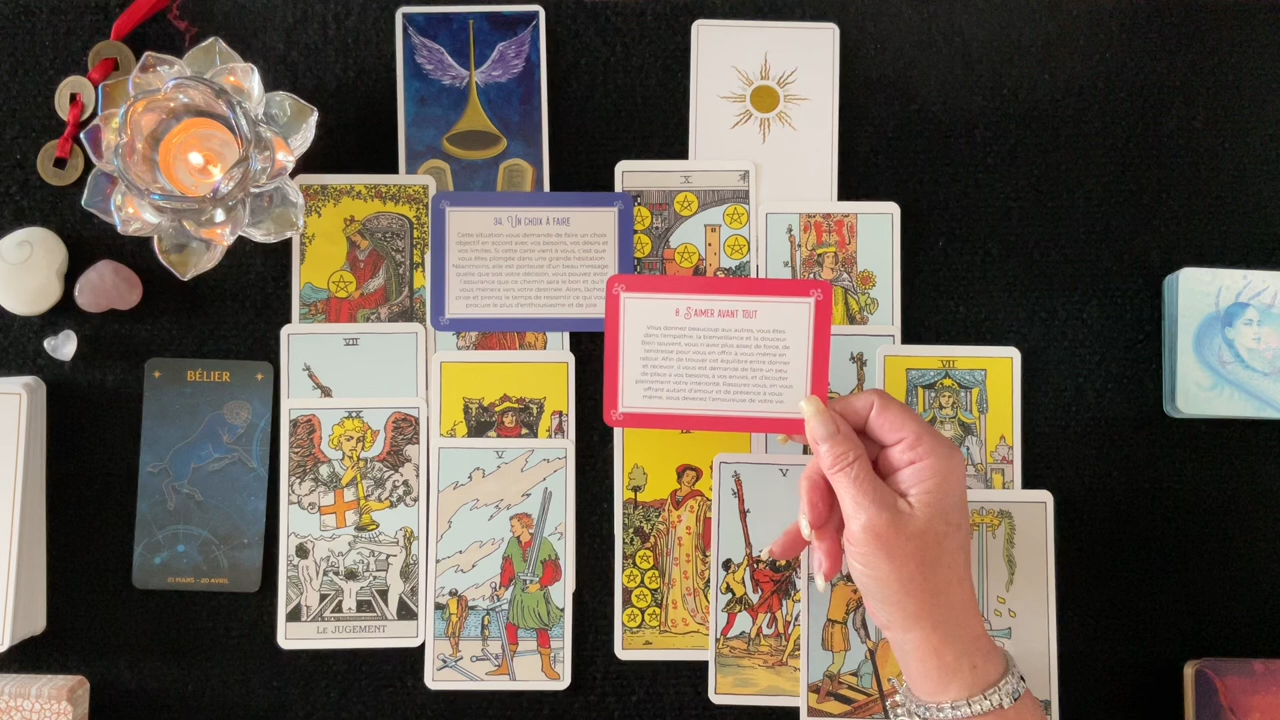 X
34. UN CHOIX À FAIRE
Cette situation vous demande de faire un choix
objectif en accord avec vos besoins, vos désirs et
vos limites. Si cette carte vient à vous, c'est que
vous êtes plongée dans une grande hésitation.
Néanmoins, elle est porteuse d'un beau message :
quelle que soit votre décision, vous pouvez avoir
l'assurance que ce chemin sera le bon et qu'il
vous mènera vers votre destinée. Alors, lâchez
prise et prenez le temps de ressentir ce qui vous
procure le plus d'enthousiasme et de joie.
8. S'AIMER AVANT TOUT
Vous donnez beaucoup aux autres, vous êtes
dans l'empathie, la bienveillance et la douceur.
Bien souvent, vous n'avez plus assez de force, de
tendresse pour vous en offrir à vous-même en
retour. Afin de trouver cet équilibre entre donner
et recevoir, il vous est demandé de faire un peu
de place à vos besoins, à vos envies, et d'écouter
pleinement votre intériorité. Rassurez-vous, en vous
offrant autant d'amour et de présence à vous-
même, vous devenez l'amoureuse de votre vie.
VII
VII
BÉLIER
21 MARS - 20 AVRIL
XX
LE JUGEMENT
V
IX
V